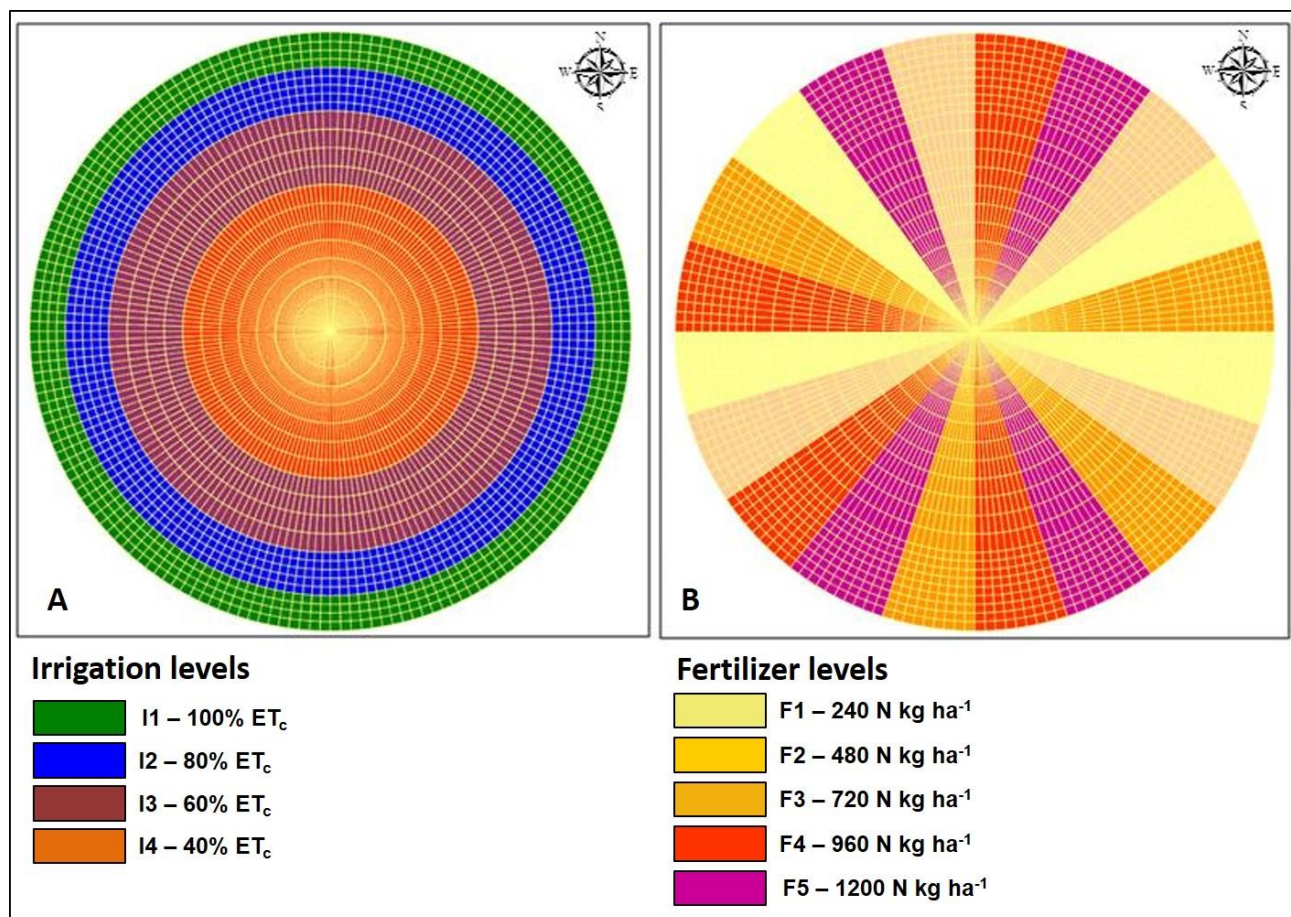 N
W E
S
N
W E
S
A
B
Irrigation levels
I1 – 100% ETc
I2 – 80% ETc
I3 – 60% ETc
I4 – 40% ETc
Fertilizer levels
F1 – 240 N kg ha-1
F2 – 480 N kg ha-1
F3 – 720 N kg ha-1
F4 – 960 N kg ha-1
F5 – 1200 N kg ha-1